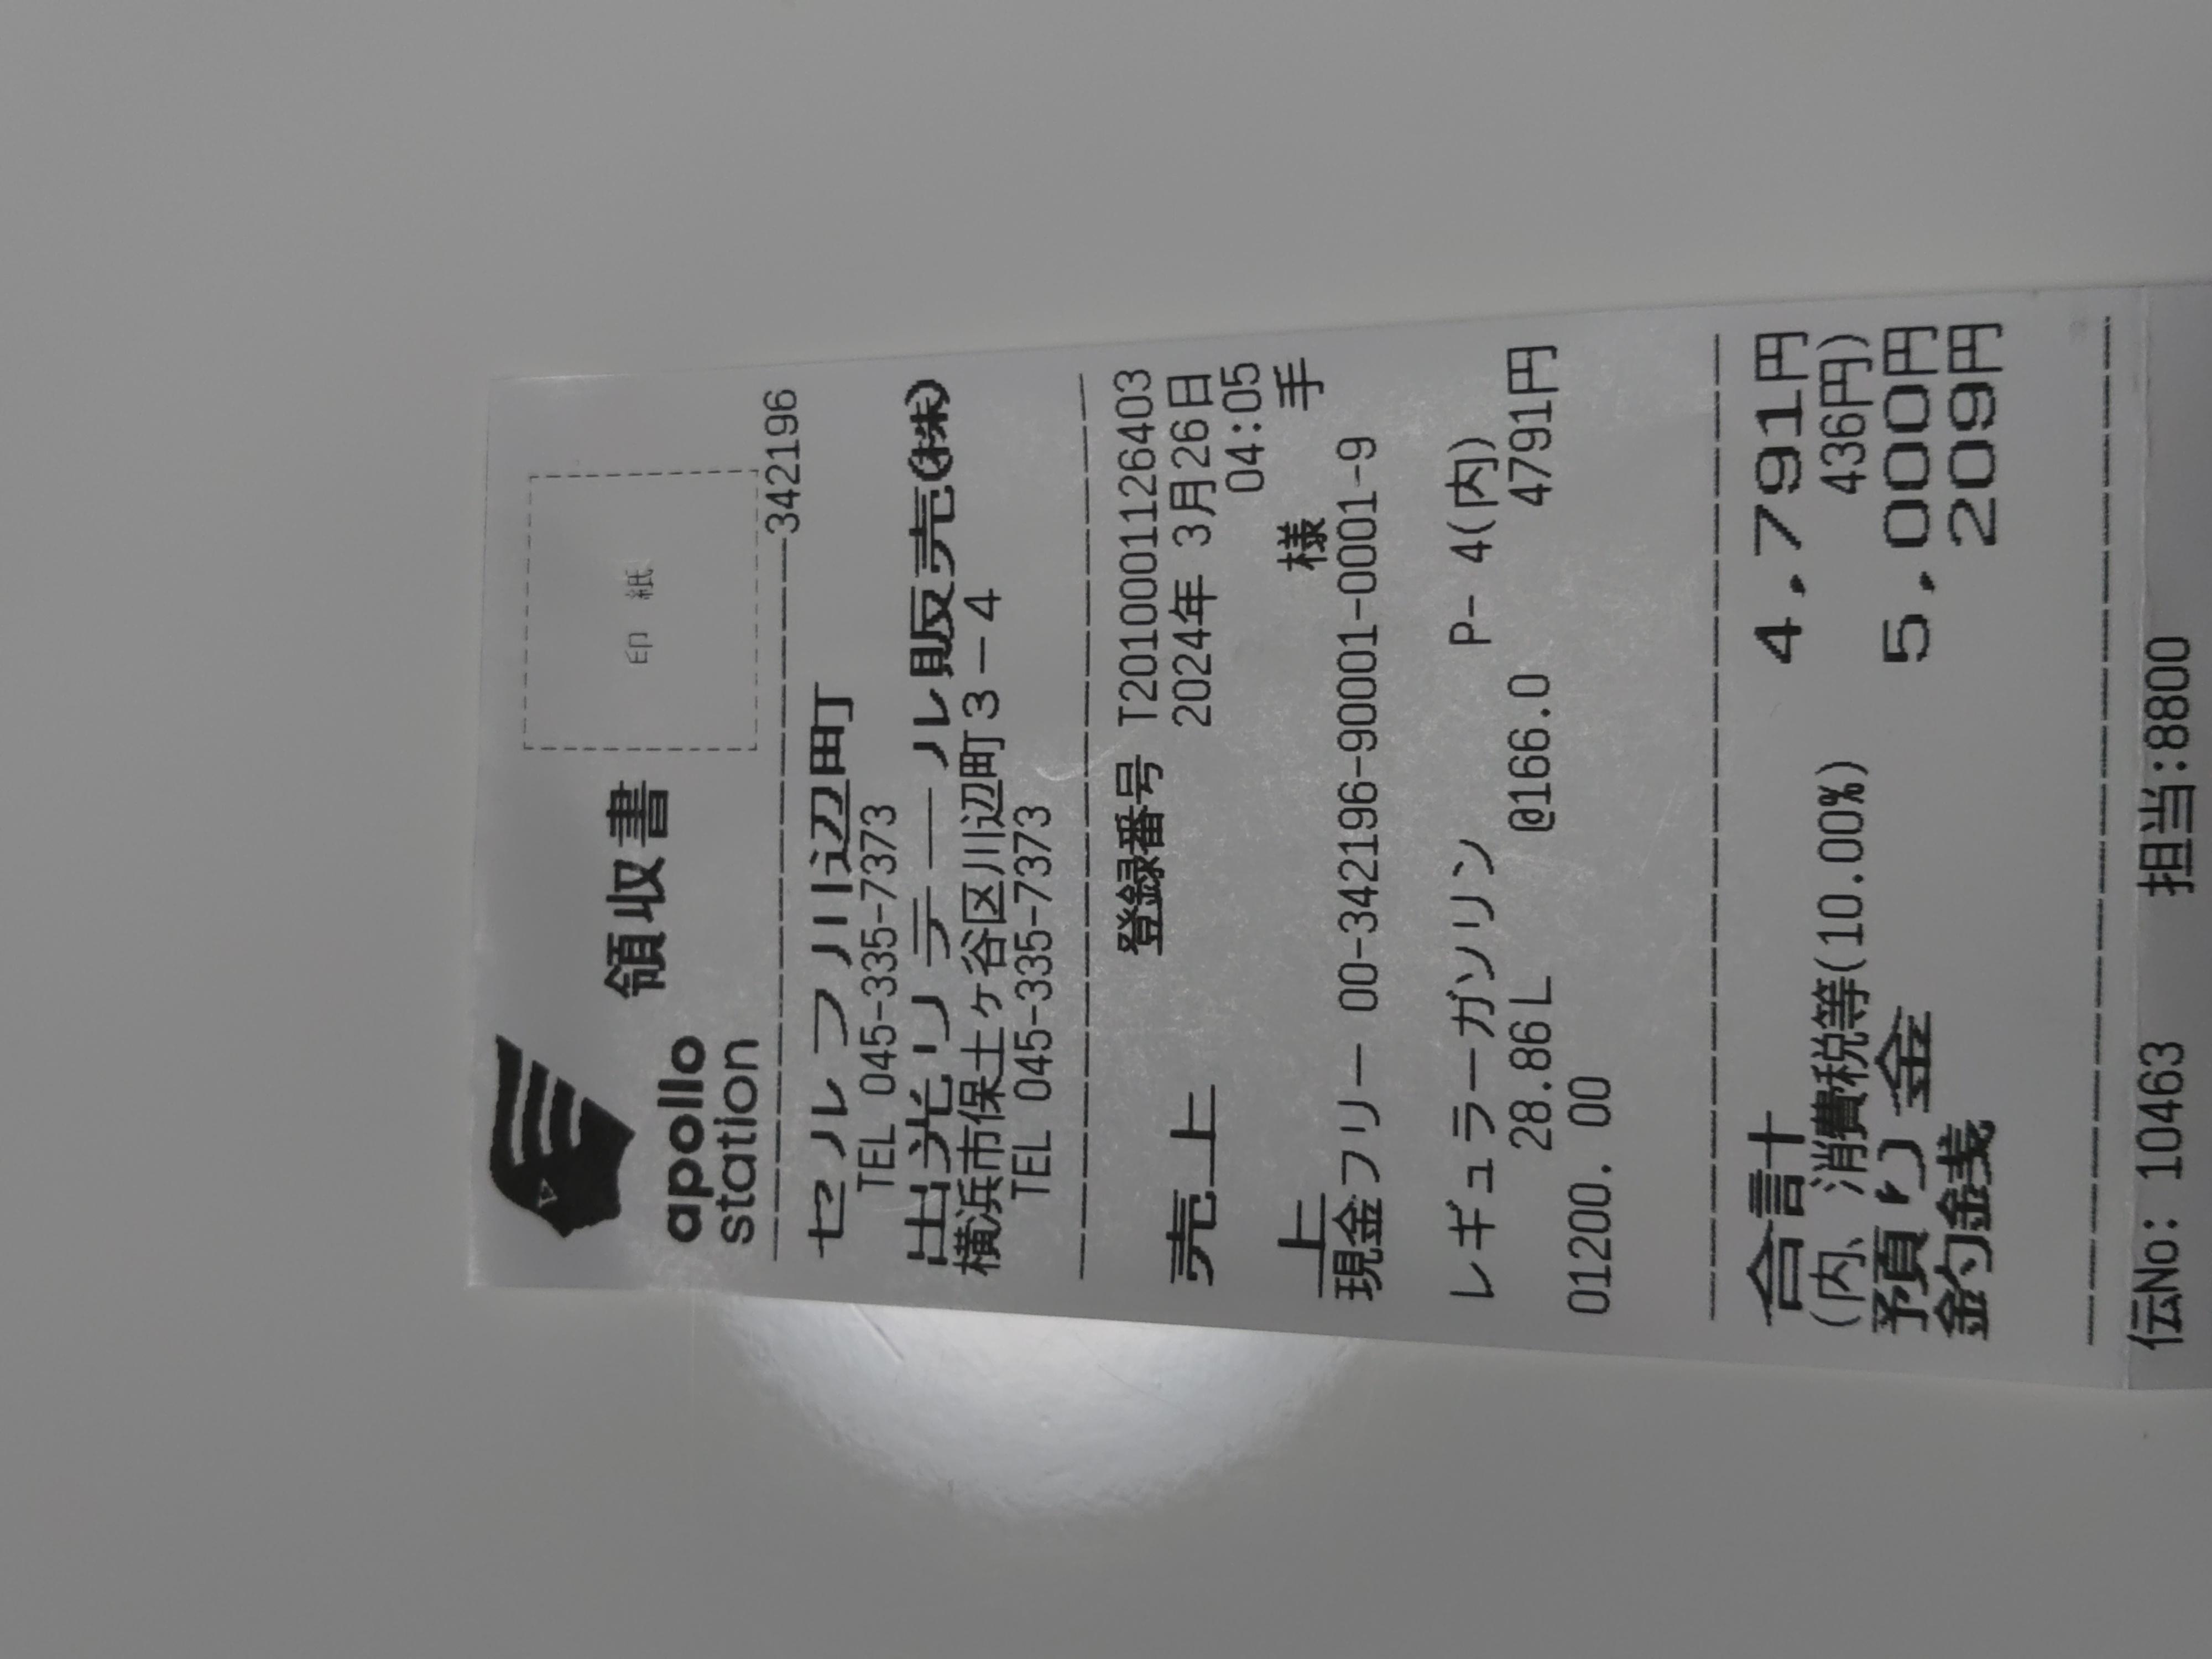 apollo
station
領収書
印 紙
342196
セルフ川辺町
TEL 045-335-7373
出光リテール販売㈱
横浜市保土ヶ谷区川辺町3-4
TEL 045-335-7373
登録番号 T2010001126403
売上 2024年 3月26日
04:05
上 様 手
現金フリー 00-342196-90001-0001-9
レギュラーガソリン P- 4(内)
28.86L @166.0 4791円
01200. 00
合計 4,791円
(内、消費税等(10.00%) 436円)
預り金 5,000円
釣銭 209円
伝No: 10463 担当:8800